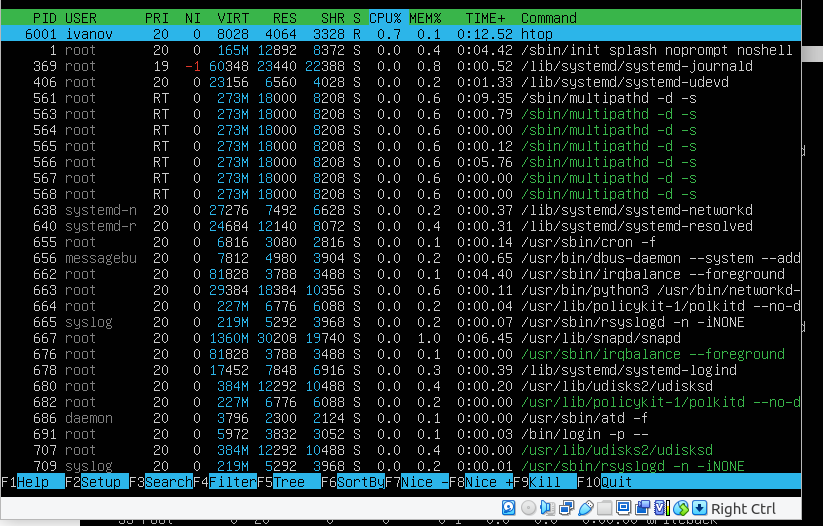 PID USER PRI NI VIRT RES SHR S CPU% MEM% TIME+ Command
6001 ivanov 20 0 8028 4064 3328 R 0.7 0.1 0:12.52 htop
1 root 20 0 165M 12892 8372 S 0.0 0.4 0:04.42 /sbin/init splash noprompt noshell
369 root 19 -1 60348 23440 22388 S 0.0 0.8 0:00.52 /lib/systemd/systemd-journald
406 root 20 0 23156 6560 4028 S 0.0 0.2 0:01.33 /lib/systemd/systemd-udevd
561 root RT 0 273M 18000 8208 S 0.0 0.6 0:09.35 /sbin/multipathd -d -s
563 root RT 0 273M 18000 8208 S 0.0 0.6 0:00.79 /sbin/multipathd -d -s
564 root RT 0 273M 18000 8208 S 0.0 0.6 0:00.00 /sbin/multipathd -d -s
565 root RT 0 273M 18000 8208 S 0.0 0.6 0:00.12 /sbin/multipathd -d -s
566 root RT 0 273M 18000 8208 S 0.0 0.6 0:05.76 /sbin/multipathd -d -s
567 root RT 0 273M 18000 8208 S 0.0 0.6 0:00.00 /sbin/multipathd -d -s
568 root RT 0 273M 18000 8208 S 0.0 0.6 0:00.00 /sbin/multipathd -d -s
638 systemd-n 20 0 27276 7492 6628 S 0.0 0.2 0:00.37 /lib/systemd/systemd-networkd
640 systemd-r 20 0 24684 12140 8072 S 0.0 0.4 0:00.31 /lib/systemd/systemd-resolved
655 root 20 0 6816 3080 2816 S 0.0 0.1 0:00.14 /usr/sbin/cron -f
656 messagebu 20 0 7812 4980 3904 S 0.0 0.2 0:00.65 /usr/bin/dbus-daemon --system --add
662 root 20 0 81828 3788 3488 S 0.0 0.1 0:04.40 /usr/sbin/irqbalance --foreground
663 root 20 0 29384 18384 10356 S 0.0 0.6 0:00.11 /usr/bin/python3 /usr/bin/networkd-
664 root 20 0 227M 6776 6088 S 0.0 0.2 0:00.04 /usr/lib/policykit-1/polkitd --no-d
665 syslog 20 0 219M 5292 3968 S 0.0 0.2 0:00.07 /usr/sbin/rsyslogd -n -iNONE
667 root 20 0 1360M 30208 19740 S 0.0 1.0 0:06.45 /usr/lib/snapd/snapd
676 root 20 0 81828 3788 3488 S 0.0 0.1 0:00.00 /usr/sbin/irqbalance --foreground
678 root 20 0 17452 7848 6916 S 0.0 0.3 0:00.39 /lib/systemd/systemd-logind
680 root 20 0 384M 12292 10488 S 0.0 0.4 0:00.20 /usr/lib/udisks2/udisksd
682 root 20 0 227M 6776 6088 S 0.0 0.2 0:00.00 /usr/lib/policykit-1/polkitd --no-d
686 daemon 20 0 3796 2300 2124 S 0.0 0.1 0:00.00 /usr/sbin/atd -f
691 root 20 0 5972 3832 3052 S 0.0 0.1 0:00.03 /bin/login -p --
707 root 20 0 384M 12292 10488 S 0.0 0.4 0:00.00 /usr/lib/udisks2/udisksd
709 syslog 20 0 219M 5292 3968 S 0.0 0.2 0:00.00 /usr/sbin/rsyslogd -n -iNONE
F1Help F2Setup F3SearchF4FilterF5Tree F6SortByF7Nice -F8Nice +F9Kill F10Quit
Right Ctrl